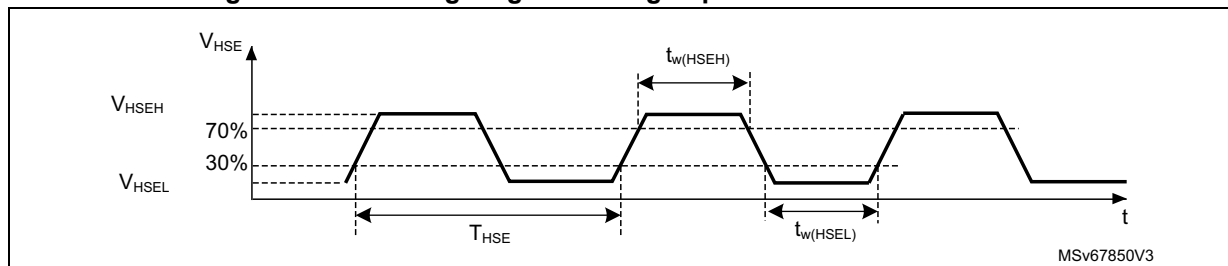 V_HSE
t_w(HSEH)
V_HSEH
70%
30%
V_HSEL
T_HSE
t_w(HSEL)
t
MSv67850V3